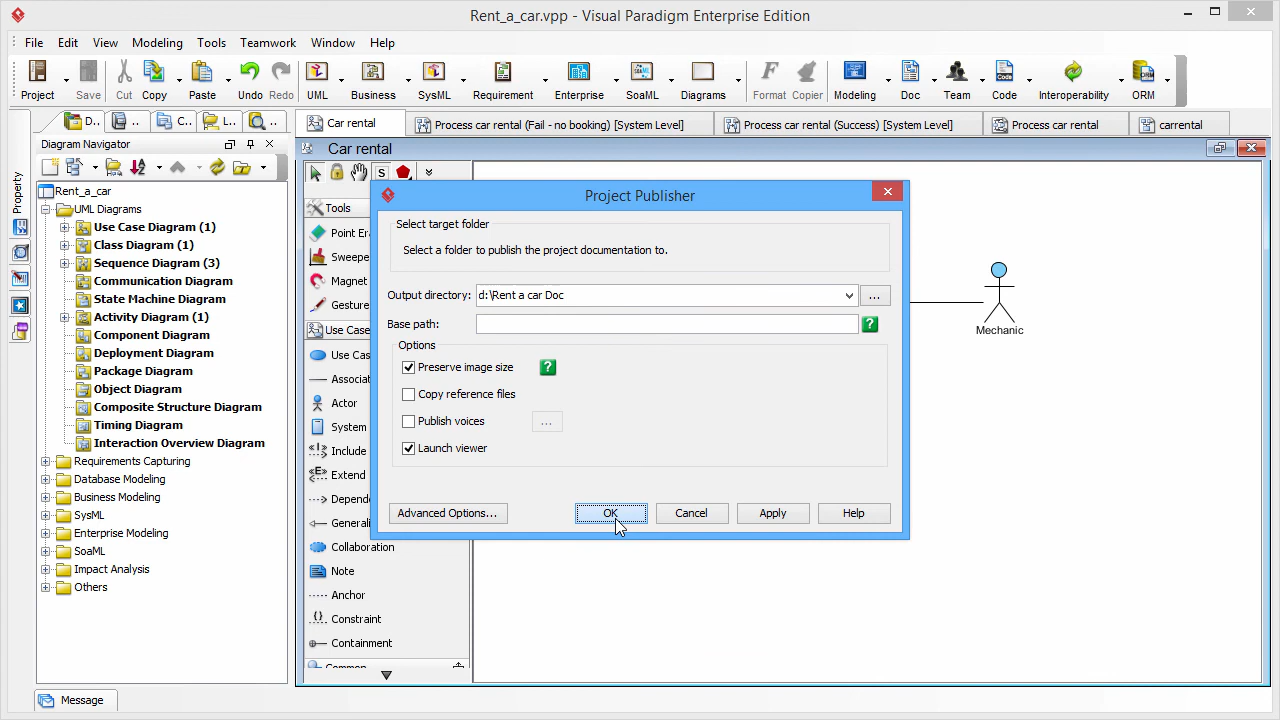 Rent_a_car.vpp - Visual Paradigm Enterprise Edition
File Edit View Modeling Tools Teamwork Window Help
Project Save Cut Copy Paste Undo Redo UML Business SysML Requirement Enterprise SoaML Diagrams Format Copier Modeling Doc Team Code Interoperability ORM
D.. .. C.. L.. ..
Car rental
Process car rental (Fail - no booking) [System Level]
Process car rental (Success) [System Level]
Process car rental
carrental
Diagram Navigator
Property
Rent_a_car
UML Diagrams
Use Case Diagram (1)
Class Diagram (1)
Sequence Diagram (3)
Communication Diagram
State Machine Diagram
Activity Diagram (1)
Component Diagram
Deployment Diagram
Package Diagram
Object Diagram
Composite Structure Diagram
Timing Diagram
Interaction Overview Diagram
Requirements Capturing
Database Modeling
Business Modeling
SysML
Enterprise Modeling
SoaML
Impact Analysis
Others
Message
Car rental
S
Tools
Point Er
Sweepe
Magnet
Gesture
Use Case
Use Cas
Associat
Actor
System
Include
Extend
Depend
Generali
Collaboration
Note
Anchor
Constraint
Containment
Common
Project Publisher
Select target folder
Select a folder to publish the project documentation to.
Output directory: d:\Rent a car Doc ...
Base path: ?
Options
Preserve image size ?
Copy reference files
Publish voices ...
Launch viewer
Advanced Options... OK Cancel Apply Help
Mechanic